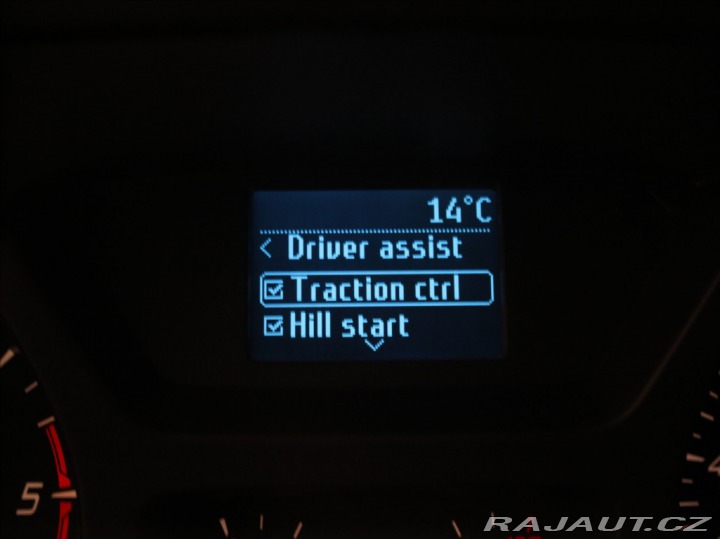 14°C
< Driver assist
Traction ctrl
Hill start
5
RAJAUT.CZ